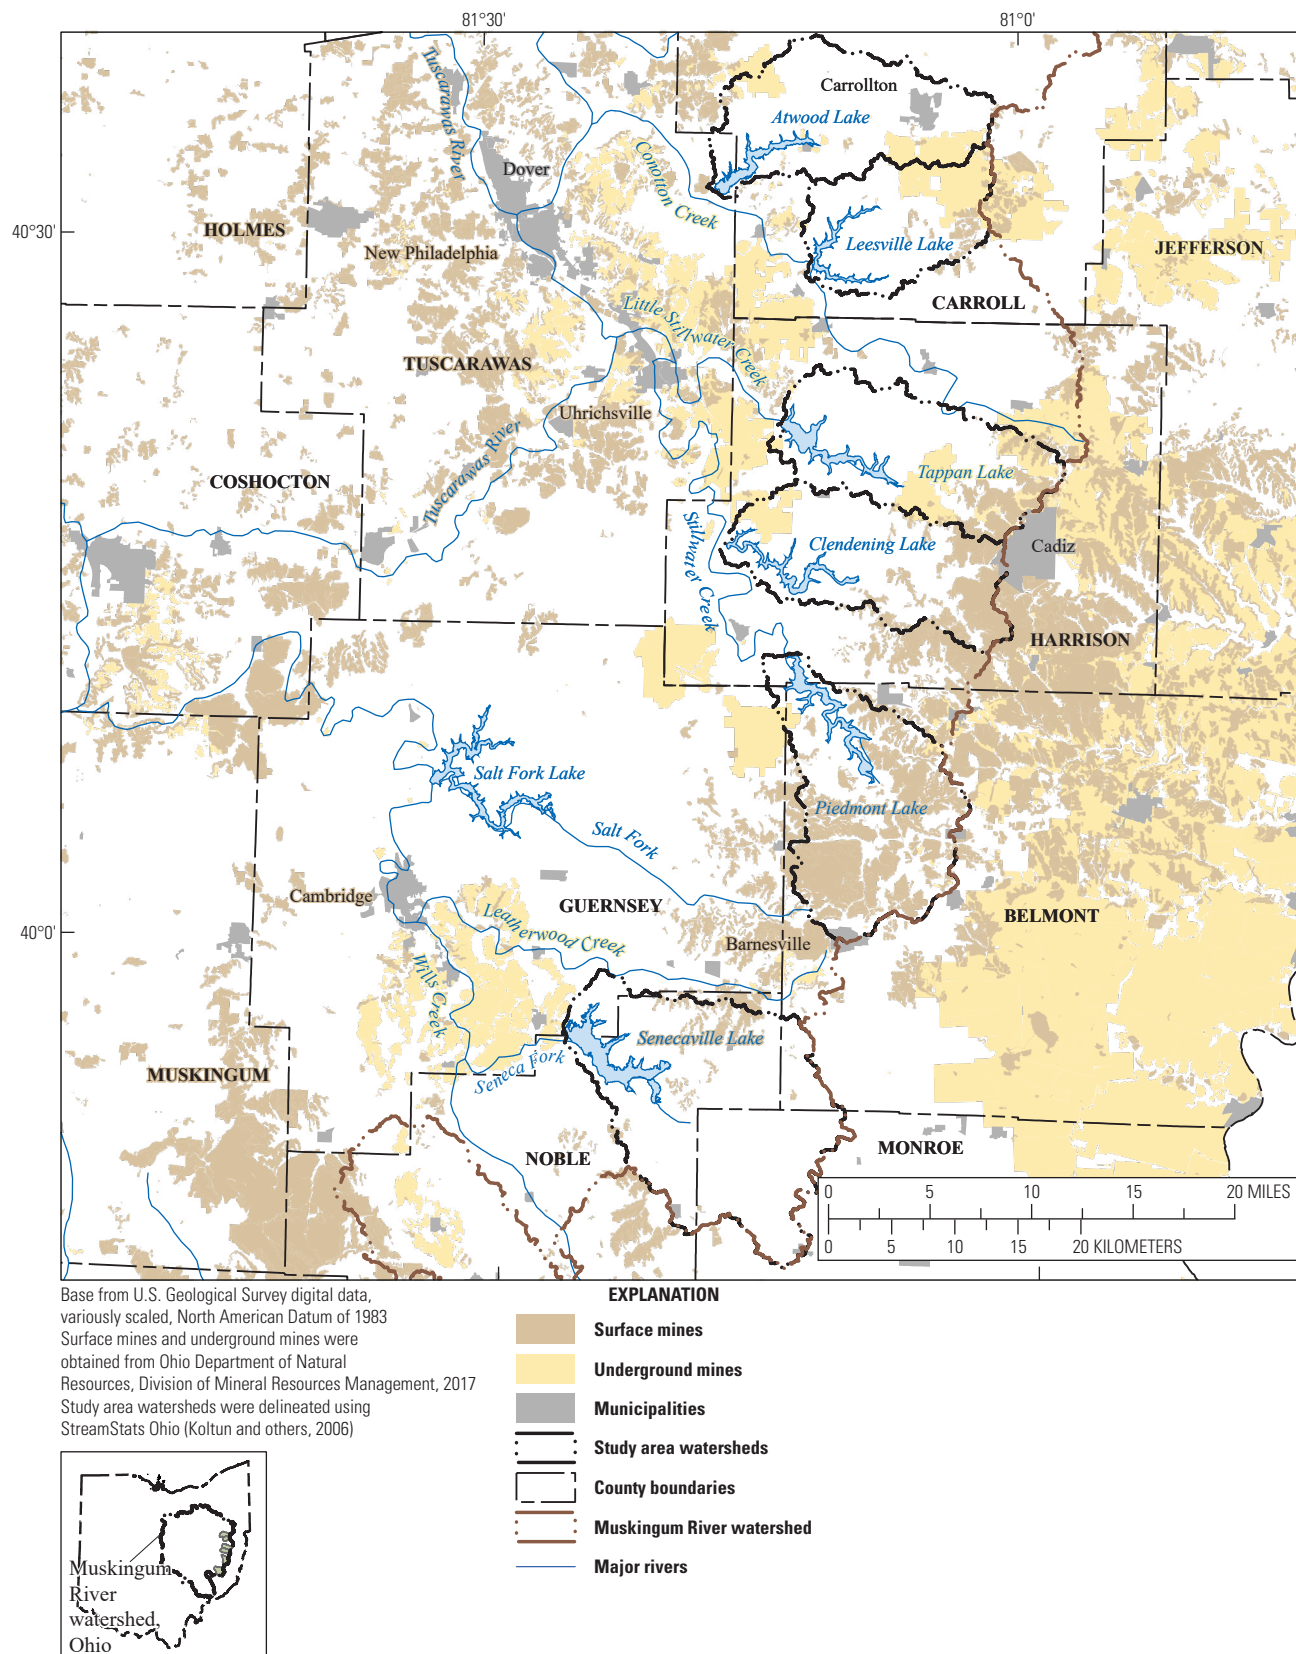 81°30'
81°0'
40°30'
40°0'
Tuscarawas River
Carrollton
Atwood Lake
Dover
Conotton Creek
HOLMES
New Philadelphia
Leesville Lake
JEFFERSON
CARROLL
Little Stillwater Creek
TUSCARAWAS
Uhrichsville
Tuscarawas River
COSHOCTON
Tappan Lake
Stillwater Creek
Clendening Lake
Cadiz
HARRISON
Salt Fork Lake
Piedmont Lake
Salt Fork
Cambridge
GUERNSEY
Leatherwood Creek
BELMONT
Barnesville
Wills Creek
Senecaville Lake
Seneca Fork
MUSKINGUM
NOBLE
MONROE
0 5 10 15 20 MILES
0 5 10 15 20 KILOMETERS
Base from U.S. Geological Survey digital data,
variously scaled, North American Datum of 1983
Surface mines and underground mines were
obtained from Ohio Department of Natural
Resources, Division of Mineral Resources Management, 2017
Study area watersheds were delineated using
StreamStats Ohio (Koltun and others, 2006)
EXPLANATION
Surface mines
Underground mines
Municipalities
Study area watersheds
County boundaries
Muskingum River watershed
Major rivers
Muskingum
River
watershed,
Ohio